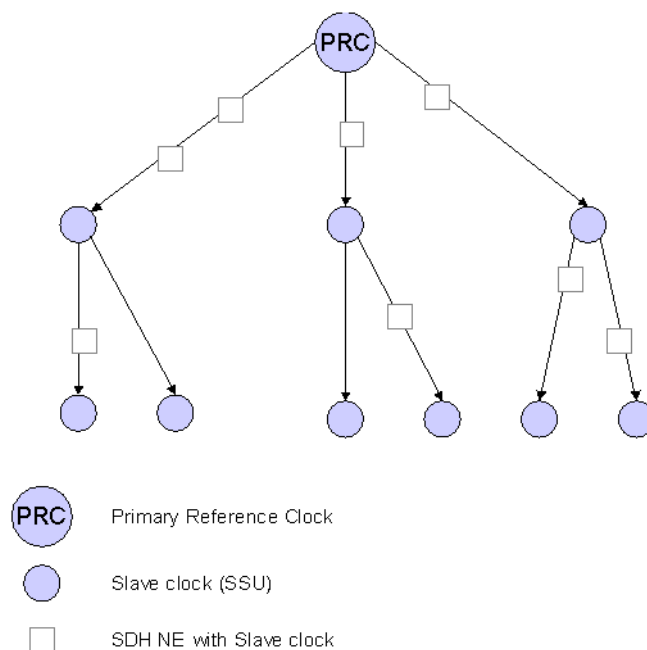 PRC
PRC
Primary Reference Clock
Slave clock (SSU)
SDH NE with Slave clock